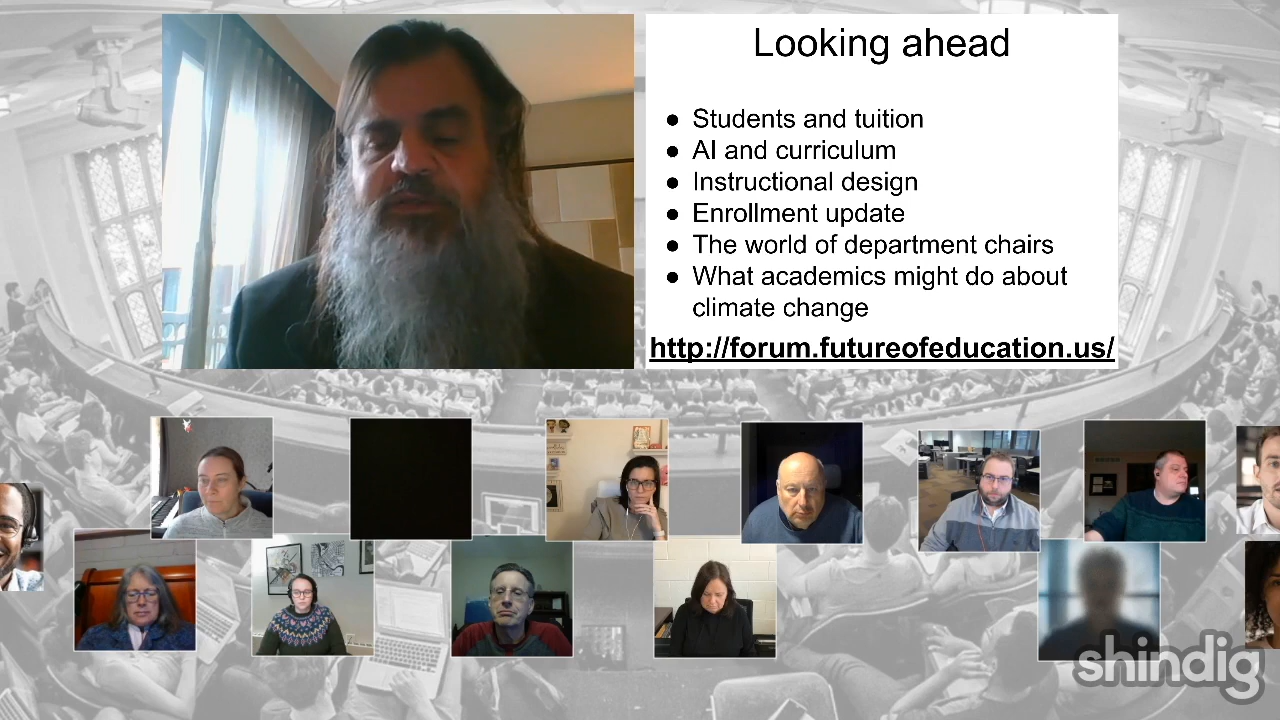 Looking ahead
● Students and tuition
● AI and curriculum
● Instructional design
● Enrollment update
● The world of department chairs
● What academics might do about
climate change
http://forum.futureofeducation.us/
shindig